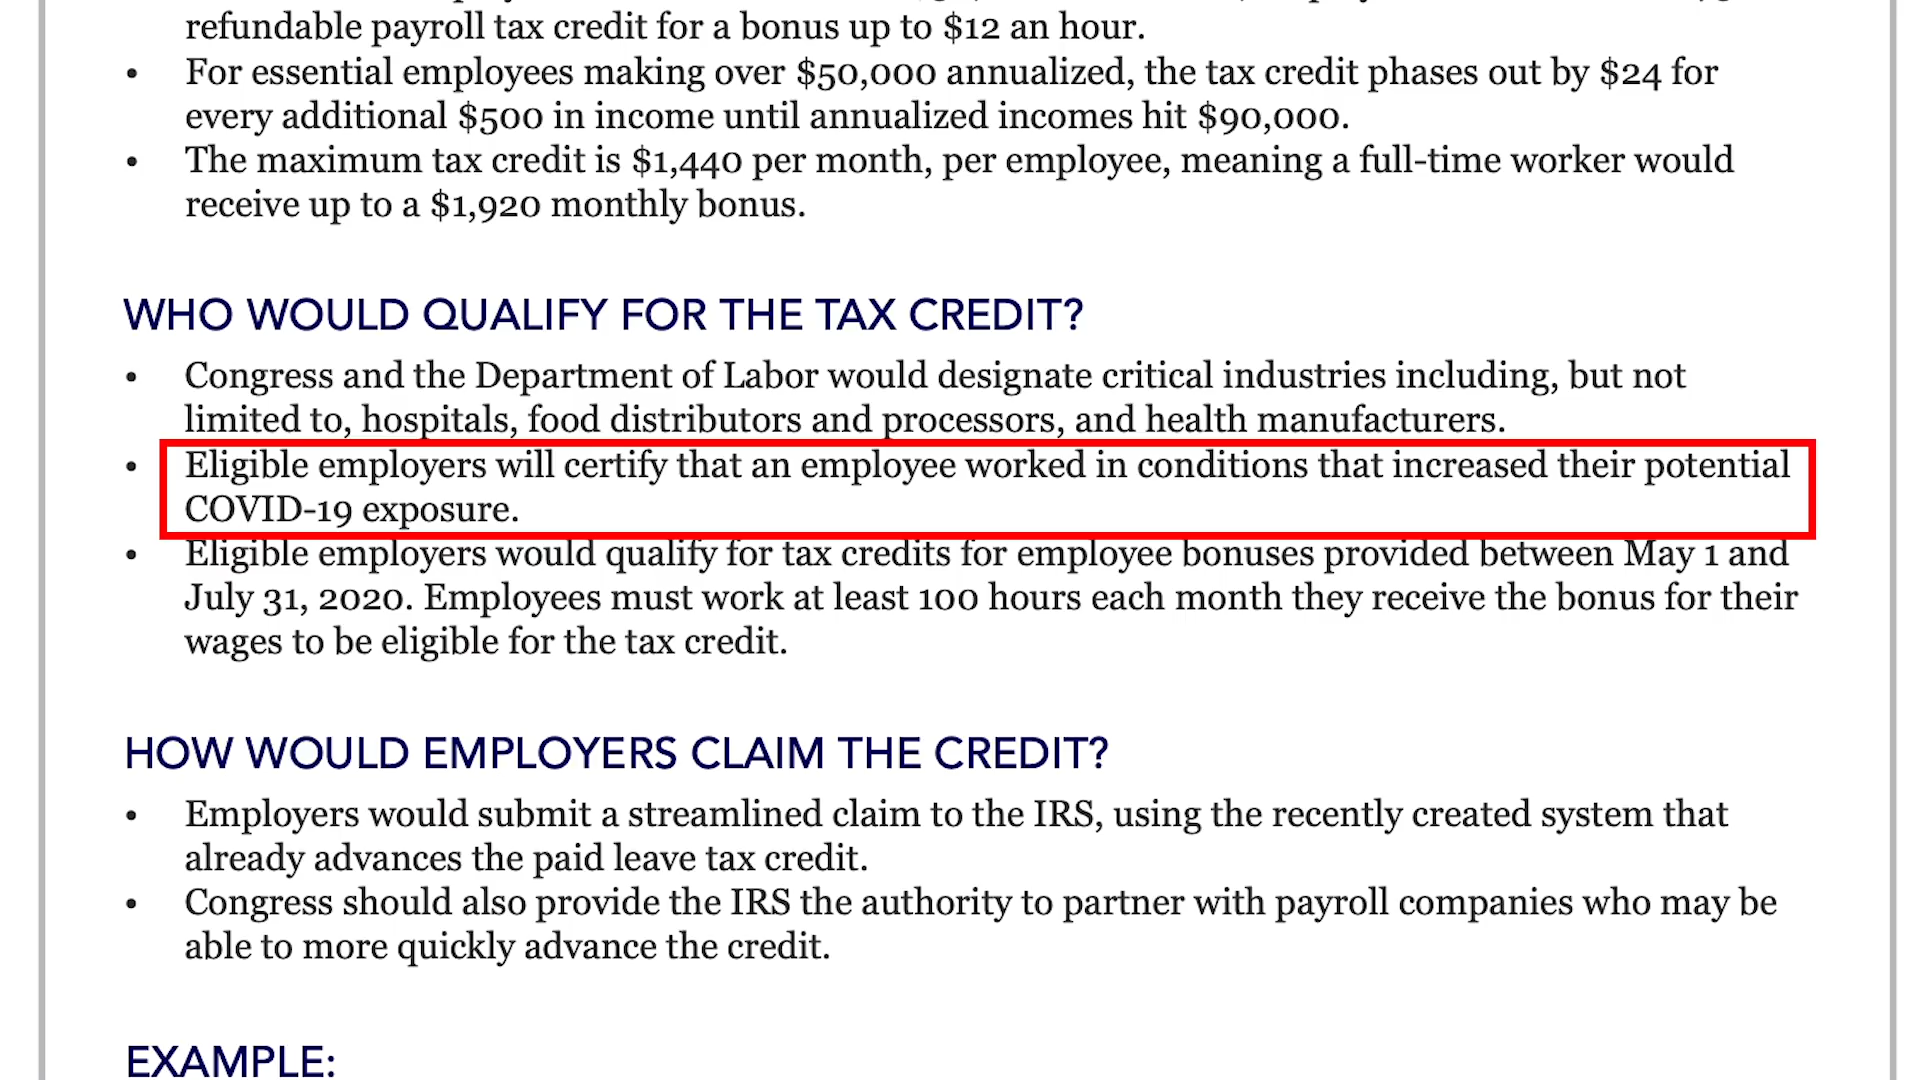 refundable payroll tax credit for a bonus up to $12 an hour.
• For essential employees making over $50,000 annualized, the tax credit phases out by $24 for
every additional $500 in income until annualized incomes hit $90,000.
• The maximum tax credit is $1,440 per month, per employee, meaning a full-time worker would
receive up to a $1,920 monthly bonus.
WHO WOULD QUALIFY FOR THE TAX CREDIT?
• Congress and the Department of Labor would designate critical industries including, but not
limited to, hospitals, food distributors and processors, and health manufacturers.
• Eligible employers will certify that an employee worked in conditions that increased their potential
COVID-19 exposure.
• Eligible employers would qualify for tax credits for employee bonuses provided between May 1 and
July 31, 2020. Employees must work at least 100 hours each month they receive the bonus for their
wages to be eligible for the tax credit.
HOW WOULD EMPLOYERS CLAIM THE CREDIT?
• Employers would submit a streamlined claim to the IRS, using the recently created system that
already advances the paid leave tax credit.
• Congress should also provide the IRS the authority to partner with payroll companies who may be
able to more quickly advance the credit.
EXAMPLE: